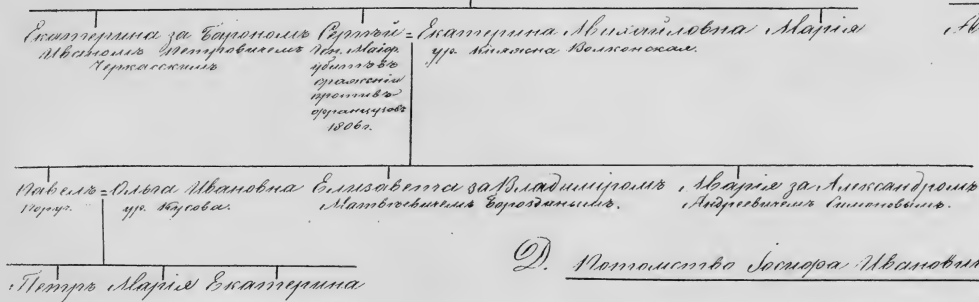 Екатерина за Барономъ
Иваномъ Петровичемъ
Черкасскимъ
Сергѣй =
Ген. Маіор.
убитъ въ
сраженіи
противъ
французовъ
1806 г.
Екатерина Михайловна
ур. Княжна Волконская.
Марія
Павелъ =
Поруч.
Ольга Ивановна
ур. Кусова.
Елизавета за Владиміромъ
Матвѣевичемъ Бороздинымъ.
Марія за Александромъ
Андреевичемъ Симоновымъ.
Петръ Марія Екатерина
D. Потомство Іосифа Иванович